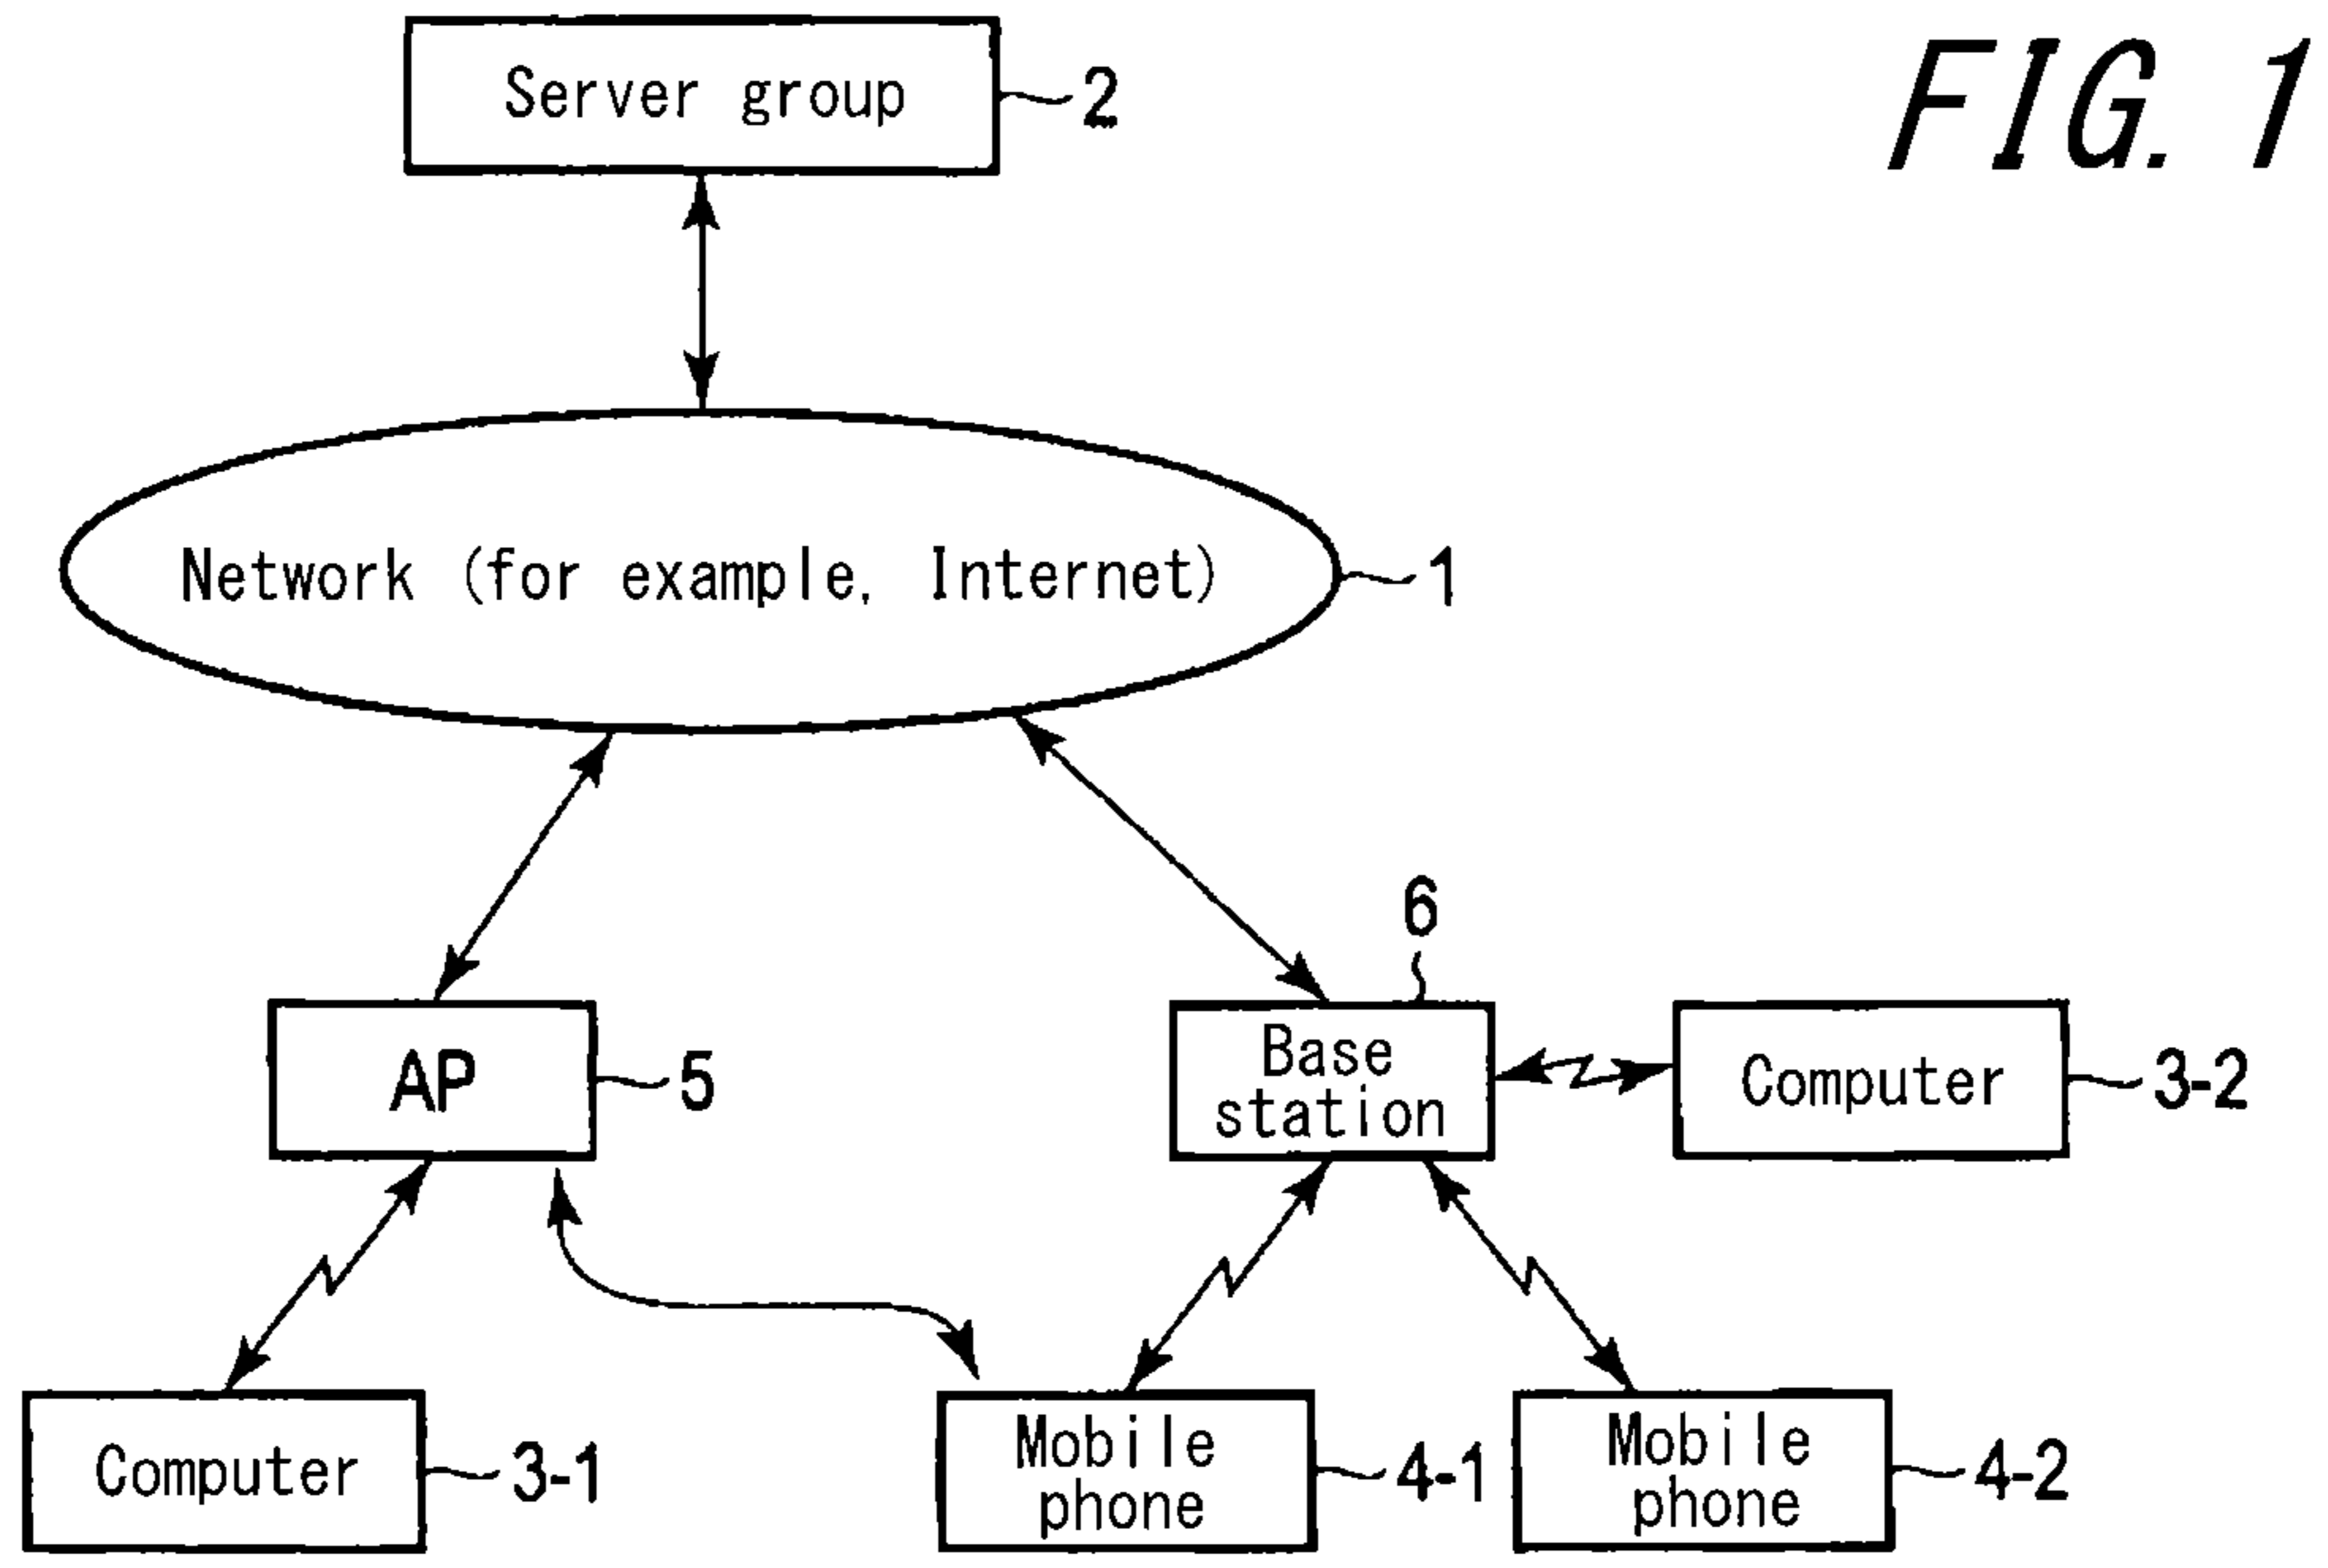 FIG. 1
Server group
2
Network (for example, Internet)
1
6
AP
5
Base
station
Computer
3-2
Computer
3-1
Mobile
phone
4-1
Mobile
phone
4-2